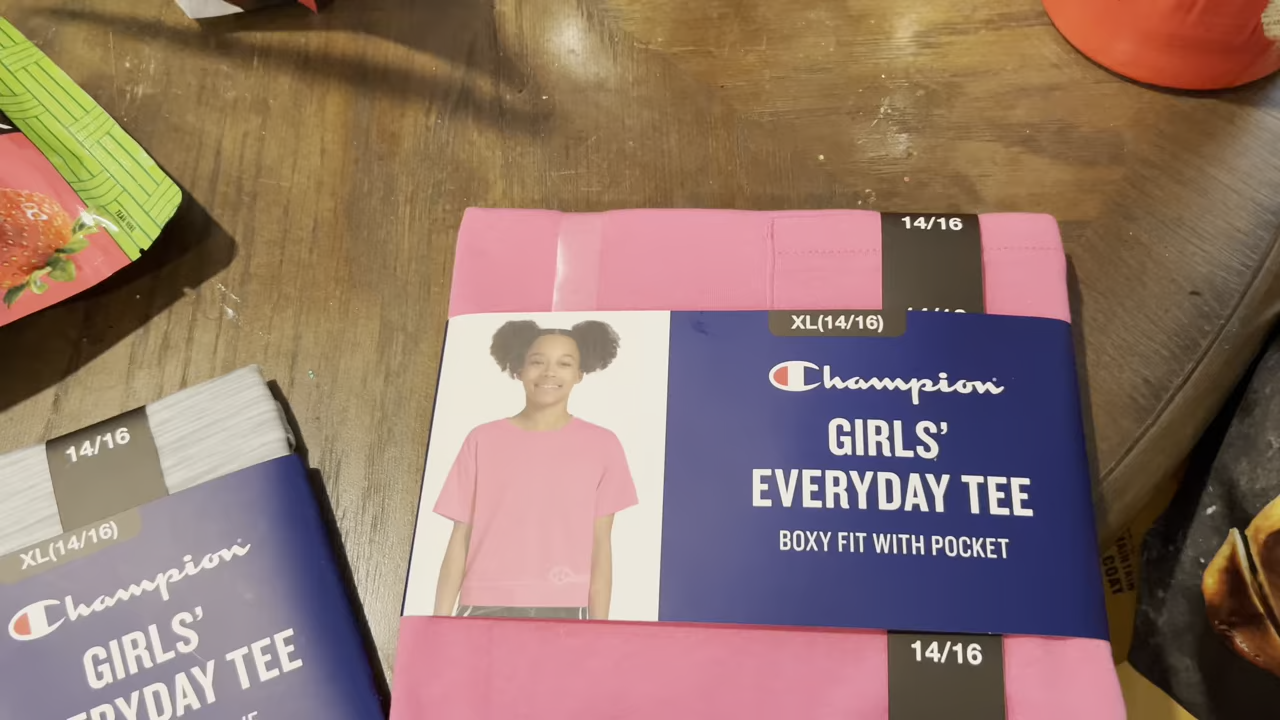 14/16
XL(14/16)
Champion
GIRLS'
EVERYDAY TEE
BOXY FIT WITH POCKET
14/16
14/16
XL(14/16)
Champion
GIRLS'
TEE
COAT